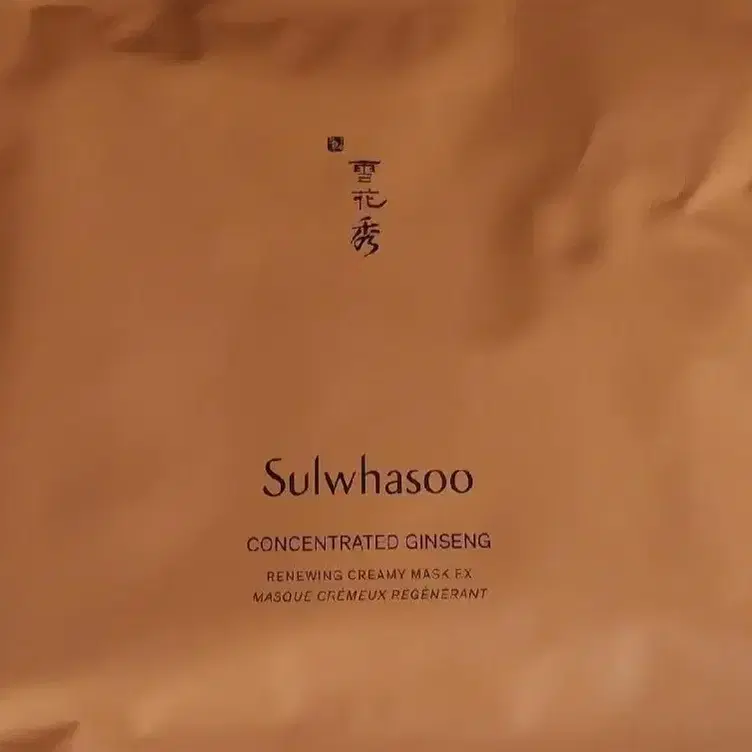 雪花秀
Sulwhasoo
CONCENTRATED GINSENG
RENEWING CREAMY MASK EX
MASQUE CRÉMEUX RÉGÉNÉRANT